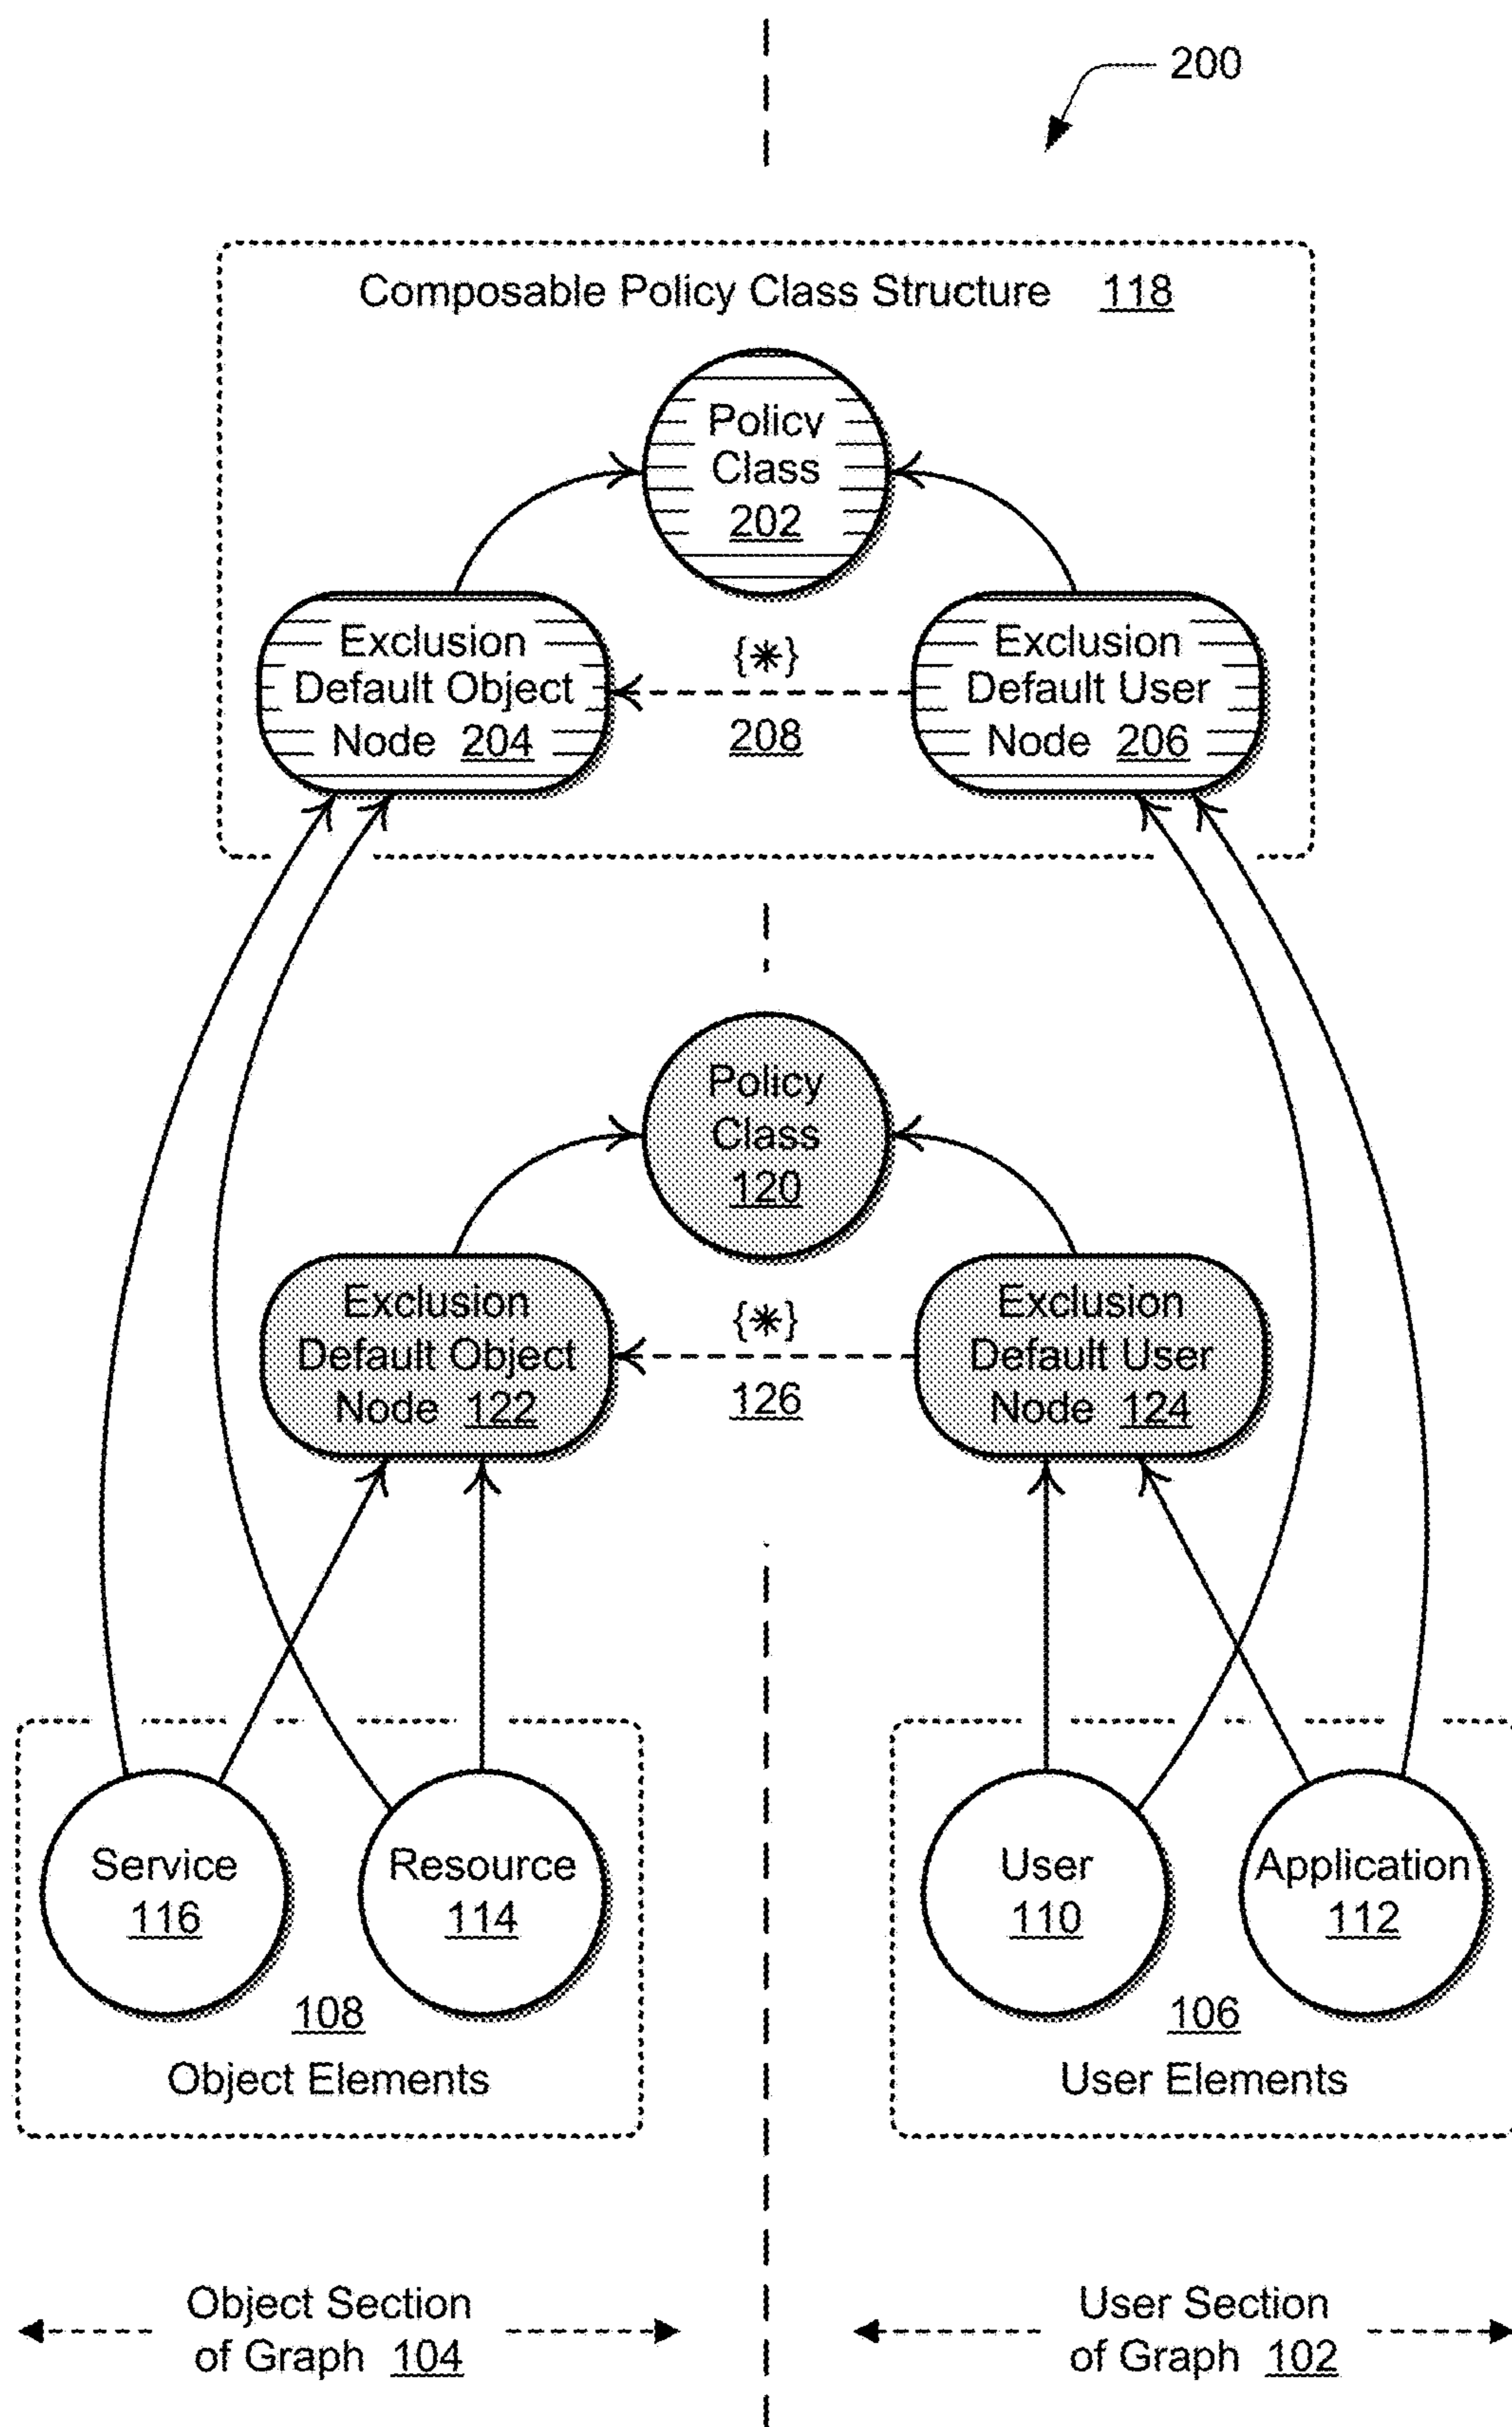 200
Composable Policy Class Structure 118
Policy
Class
202
Exclusion
Default Object
Node 204
{*}
208
Exclusion
Default User
Node 206
Policy
Class
120
Exclusion
Default Object
Node 122
{*}
126
Exclusion
Default User
Node 124
Service
116
Resource
114
108
Object Elements
User
110
Application
112
106
User Elements
Object Section
of Graph 104
User Section
of Graph 102